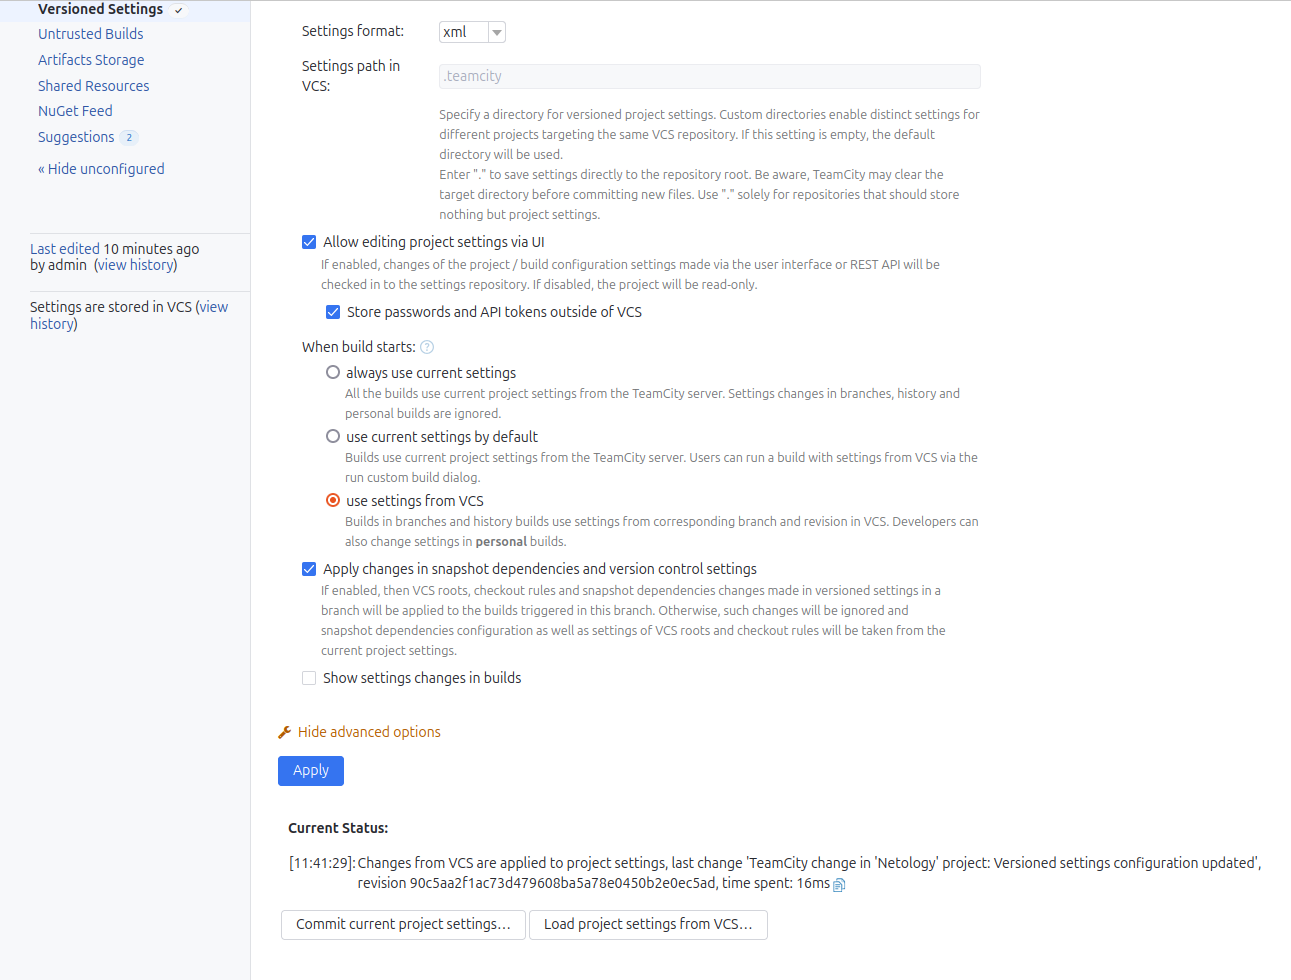 Versioned Settings
Untrusted Builds
Artifacts Storage
Shared Resources
NuGet Feed
Suggestions 2
« Hide unconfigured
Last edited 10 minutes ago
by admin (view history)
Settings are stored in VCS (view
history)
Settings format: xml
Settings path in
VCS:
.teamcity
Specify a directory for versioned project settings. Custom directories enable distinct settings for
different projects targeting the same VCS repository. If this setting is empty, the default
directory will be used.
Enter "." to save settings directly to the repository root. Be aware, TeamCity may clear the
target directory before committing new files. Use "." solely for repositories that should store
nothing but project settings.
Allow editing project settings via UI
If enabled, changes of the project / build configuration settings made via the user interface or REST API will be
checked in to the settings repository. If disabled, the project will be read-only.
Store passwords and API tokens outside of VCS
When build starts: ?
always use current settings
All the builds use current project settings from the TeamCity server. Settings changes in branches, history and
personal builds are ignored.
use current settings by default
Builds use current project settings from the TeamCity server. Users can run a build with settings from VCS via the
run custom build dialog.
use settings from VCS
Builds in branches and history builds use settings from corresponding branch and revision in VCS. Developers can
also change settings in personal builds.
Apply changes in snapshot dependencies and version control settings
If enabled, then VCS roots, checkout rules and snapshot dependencies changes made in versioned settings in a
branch will be applied to the builds triggered in this branch. Otherwise, such changes will be ignored and
snapshot dependencies configuration as well as settings of VCS roots and checkout rules will be taken from the
current project settings.
Show settings changes in builds
Hide advanced options
Apply
Current Status:
[11:41:29]: Changes from VCS are applied to project settings, last change 'TeamCity change in 'Netology' project: Versioned settings configuration updated',
revision 90c5aa2f1ac73d479608ba5a78e0450b2e0ec5ad, time spent: 16ms
Commit current project settings...
Load project settings from VCS...